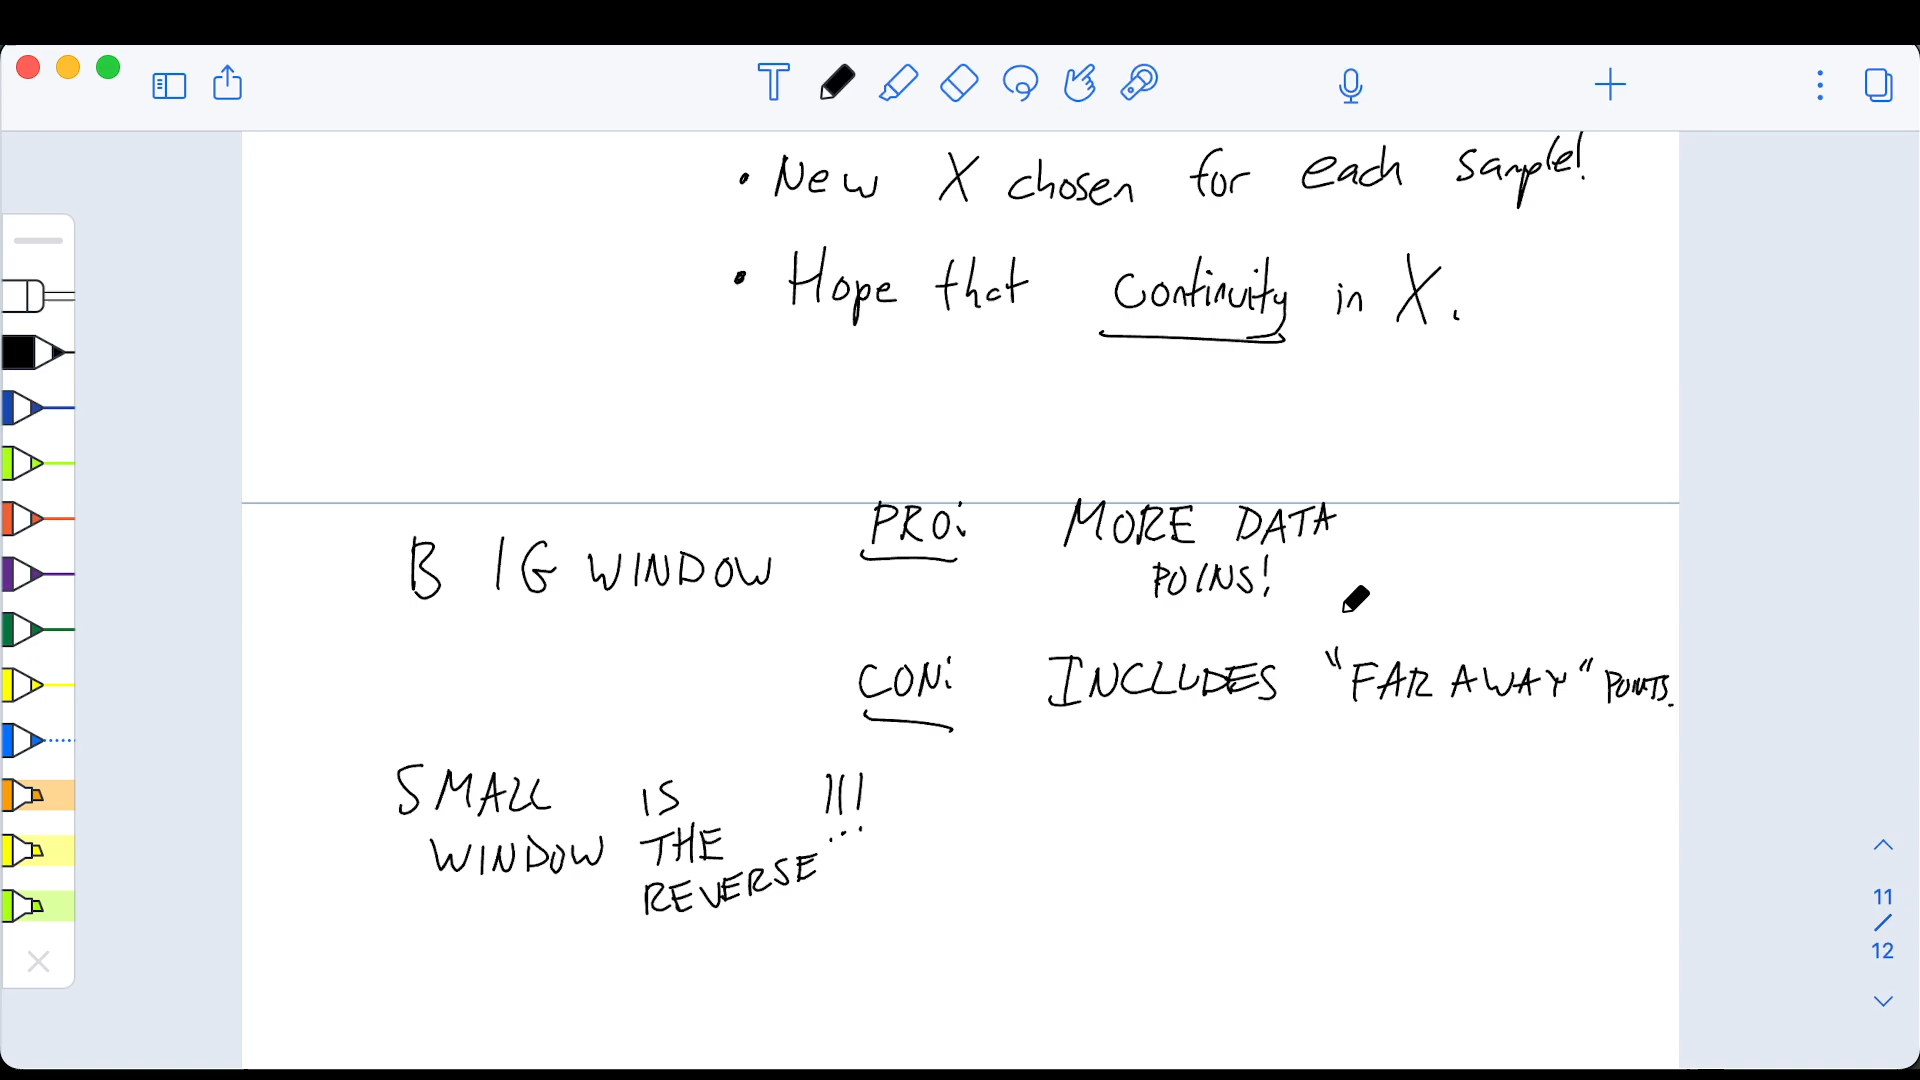 • New X chosen for each sample!
• Hope that continuity in X.
BIG WINDOW
PRO: MORE DATA
POINS!
CON: INCLUDES "FAR AWAY" POINTS.
SMALL IS !!!
WINDOW THE
REVERSE
11
/
12